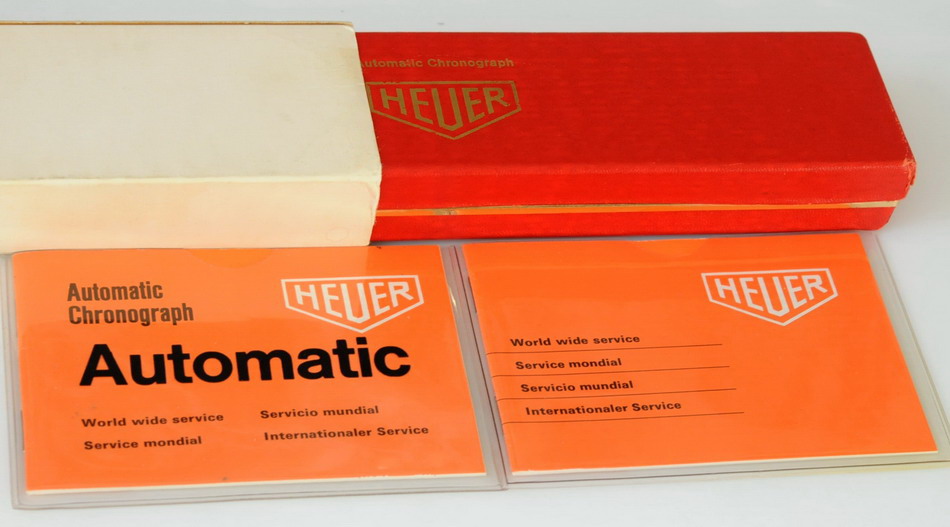 utomatic Chronograph
HEUER
Automatic
Chronograph
HEUER
Automatic
World wide service
Service mondial
Servicio mundial
Internationaler Service
HEUER
World wide service
Service mondial
Servicio mundial
Internationaler Service